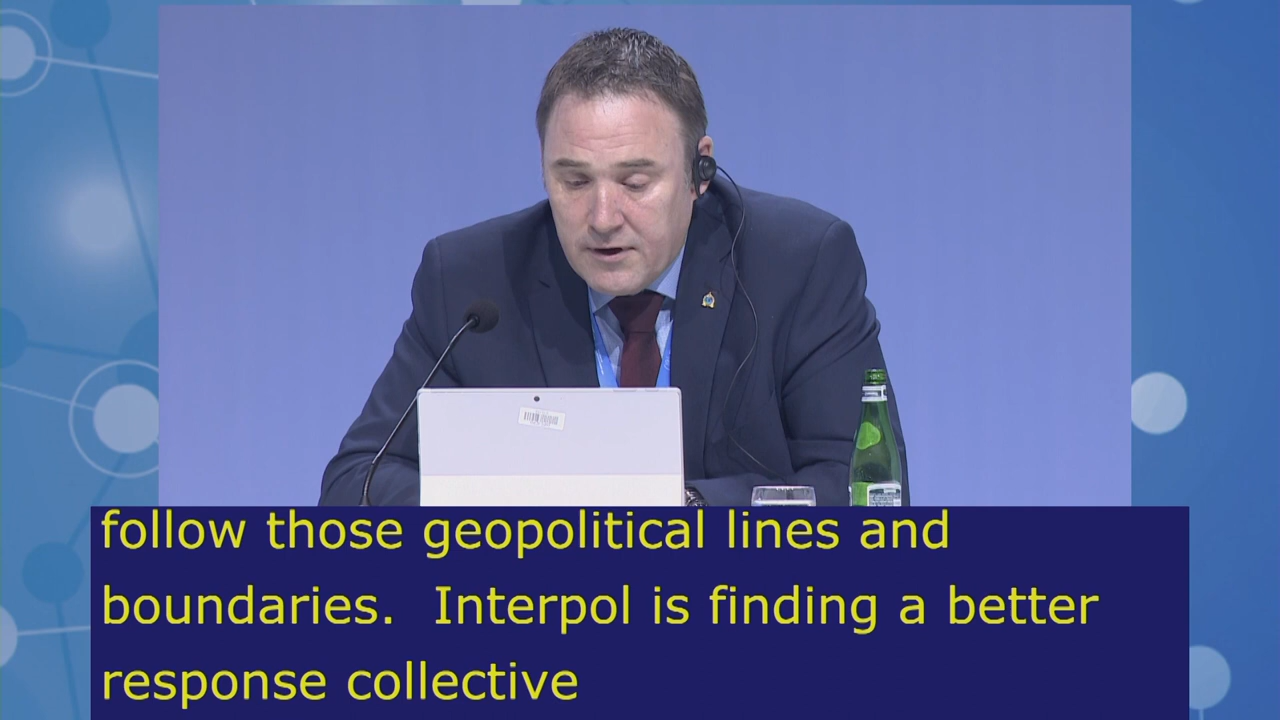 follow those geopolitical lines and
boundaries.  Interpol is finding a better
response collective